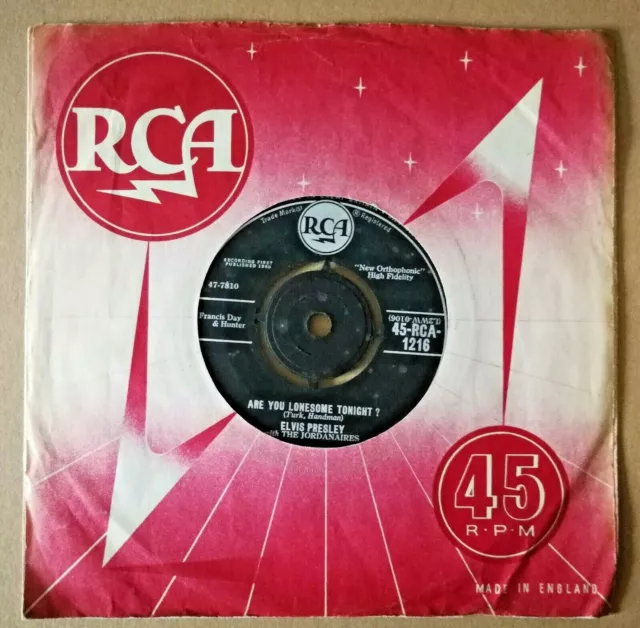 RCA
Trade Mark(s) Registered
RCA
RECORDING FIRST
PUBLISHED 1960
"New Orthophonic"
High Fidelity
47-7810
Francis Day
& Hunter
45-RCA-
1216
ARE YOU LONESOME TONIGHT ?
(Turk, Handman)
ELVIS PRESLEY
with THE JORDANAIRES
45
R·P·M
MADE IN ENGLAND